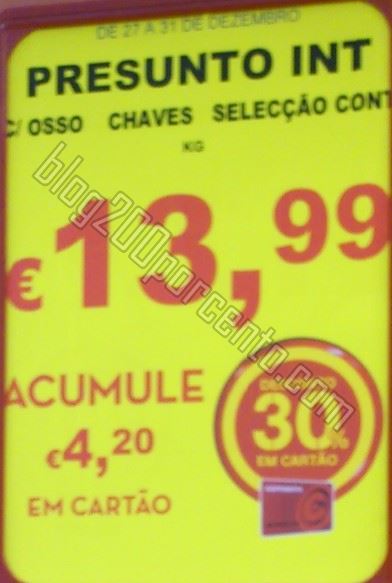 DE 27 A 31 DE DEZEMBRO
PRESUNTO INT
C/ OSSO CHAVES SELECÇÃO CONT
KG
€13,99
ACUMULE
€4,20
EM CARTÃO
DESCONTO
30%
EM CARTÃO
blog200porcento.com